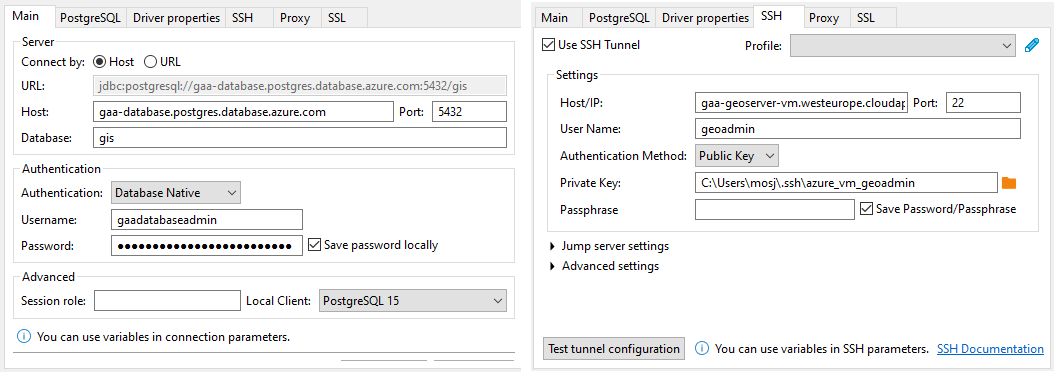 Main PostgreSQL Driver properties SSH Proxy SSL
Server
Connect by: Host URL
URL: jdbc:postgresql://gaa-database.postgres.database.azure.com:5432/gis
Host: gaa-database.postgres.database.azure.com Port: 5432
Database: gis
Authentication
Authentication: Database Native
Username: gaadatabaseadmin
Password: ●●●●●●●●●●●●●●●●●●●●●●●●● Save password locally
Advanced
Session role: Local Client: PostgreSQL 15
You can use variables in connection parameters.
Main PostgreSQL Driver properties SSH Proxy SSL
Use SSH Tunnel Profile:
Settings
Host/IP: gaa-geoserver-vm.westeurope.cloudap Port: 22
User Name: geoadmin
Authentication Method: Public Key
Private Key: C:\Users\mosj\.ssh\azure_vm_geoadmin
Passphrase Save Password/Passphrase
Jump server settings
Advanced settings
Test tunnel configuration You can use variables in SSH parameters. SSH Documentation